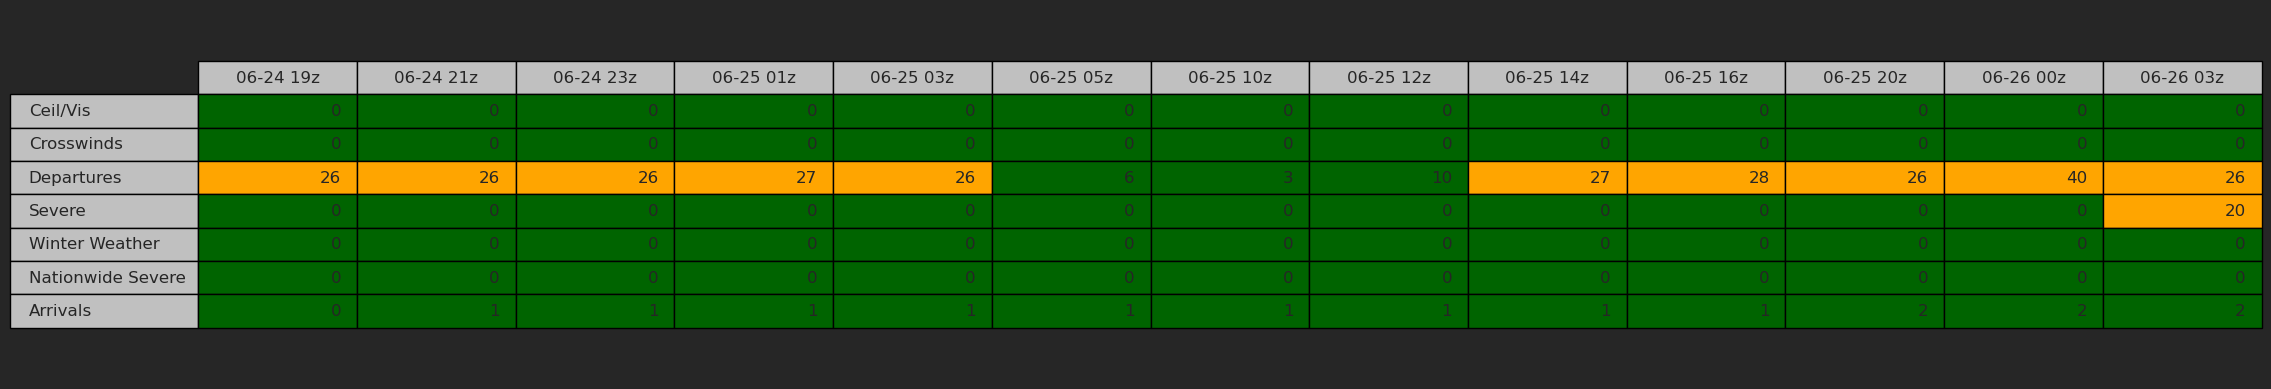 06-24 19z 06-24 21z 06-24 23z 06-25 01z 06-25 03z 06-25 05z 06-25 10z 06-25 12z 06-25 14z 06-25 16z 06-25 20z 06-26 00z 06-26 03z
Ceil/Vis 0 0 0 0 0 0 0 0 0 0 0 0 0
Crosswinds 0 0 0 0 0 0 0 0 0 0 0 0 0
Departures 26 26 26 27 26 6 3 10 27 28 26 40 26
Severe 0 0 0 0 0 0 0 0 0 0 0 0 20
Winter Weather 0 0 0 0 0 0 0 0 0 0 0 0 0
Nationwide Severe 0 0 0 0 0 0 0 0 0 0 0 0 0
Arrivals 0 1 1 1 1 1 1 1 1 1 2 2 2